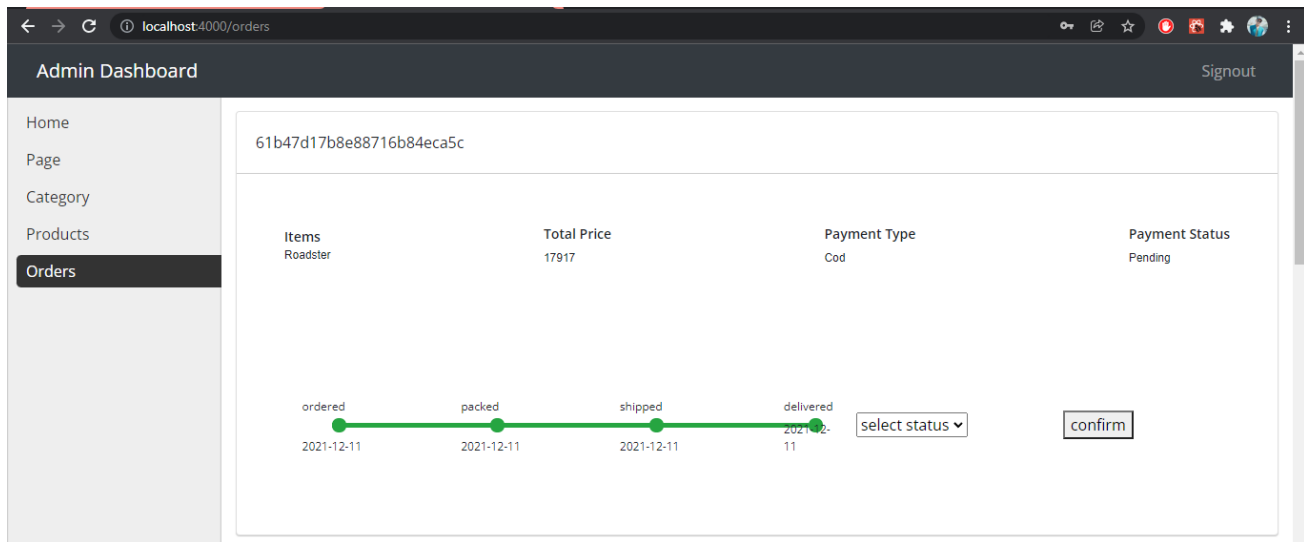 localhost:4000/orders
Admin Dashboard
Signout
Home
Page
Category
Products
Orders
61b47d17b8e88716b84eca5c
Items
Roadster
Total Price
17917
Payment Type
Cod
Payment Status
Pending
ordered
2021-12-11
packed
2021-12-11
shipped
2021-12-11
delivered
2021-12-
11
select status
confirm